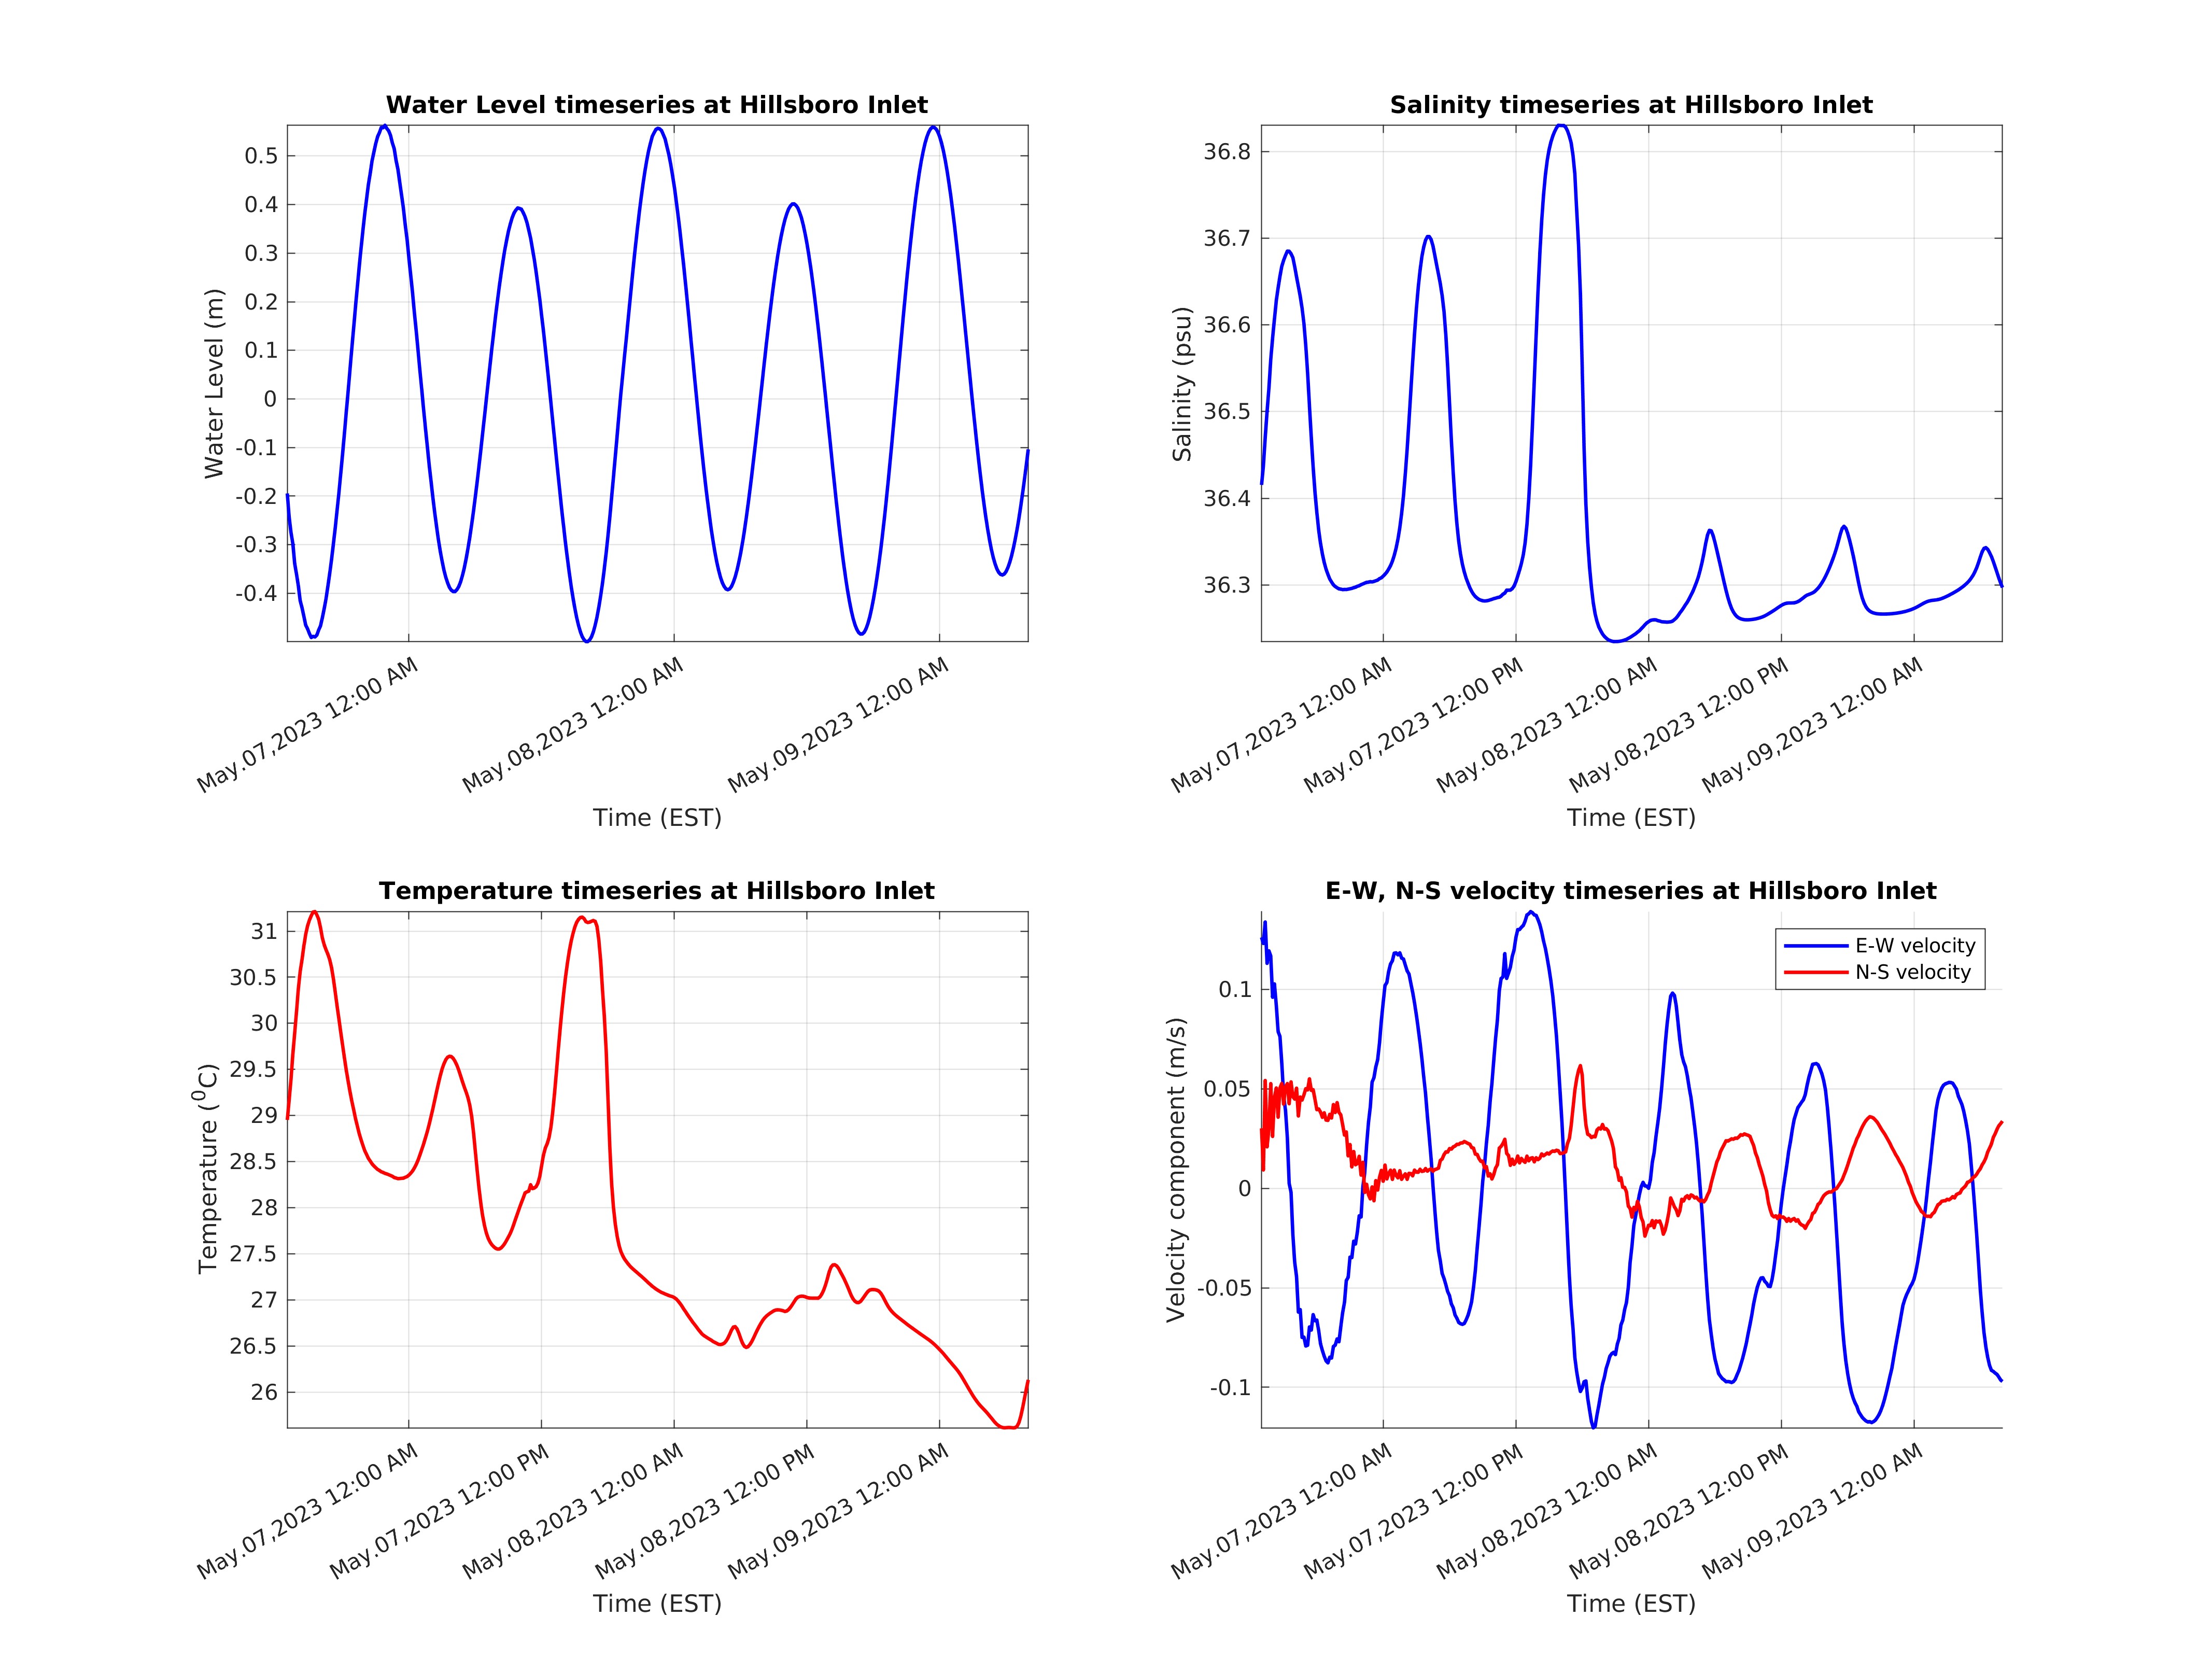 Water Level timeseries at Hillsboro Inlet
Water Level (m)
0.5
0.4
0.3
0.2
0.1
0
-0.1
-0.2
-0.3
-0.4
May.07,2023 12:00 AM
May.08,2023 12:00 AM
May.09,2023 12:00 AM
Time (EST)
Salinity timeseries at Hillsboro Inlet
Salinity (psu)
36.8
36.7
36.6
36.5
36.4
36.3
May.07,2023 12:00 AM
May.07,2023 12:00 PM
May.08,2023 12:00 AM
May.08,2023 12:00 PM
May.09,2023 12:00 AM
Time (EST)
Temperature timeseries at Hillsboro Inlet
Temperature (⁰C)
31
30.5
30
29.5
29
28.5
28
27.5
27
26.5
26
May.07,2023 12:00 AM
May.07,2023 12:00 PM
May.08,2023 12:00 AM
May.08,2023 12:00 PM
May.09,2023 12:00 AM
Time (EST)
E-W, N-S velocity timeseries at Hillsboro Inlet
Velocity component (m/s)
E-W velocity
N-S velocity
0.1
0.05
0
-0.05
-0.1
May.07,2023 12:00 AM
May.07,2023 12:00 PM
May.08,2023 12:00 AM
May.08,2023 12:00 PM
May.09,2023 12:00 AM
Time (EST)